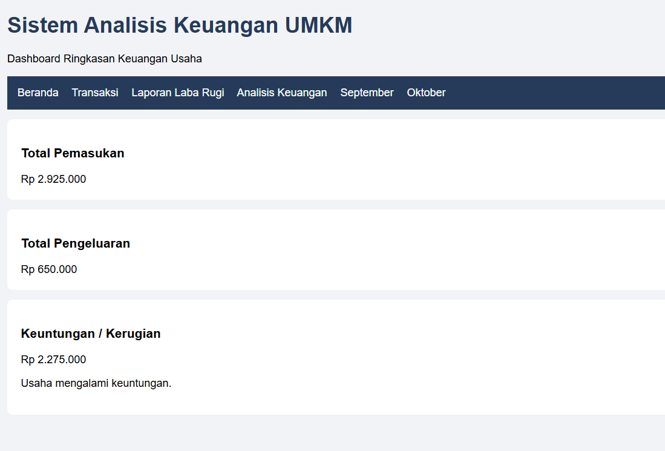 Sistem Analisis Keuangan UMKM
Dashboard Ringkasan Keuangan Usaha
Beranda Transaksi Laporan Laba Rugi Analisis Keuangan September Oktober
Total Pemasukan
Rp 2.925.000
Total Pengeluaran
Rp 650.000
Keuntungan / Kerugian
Rp 2.275.000
Usaha mengalami keuntungan.